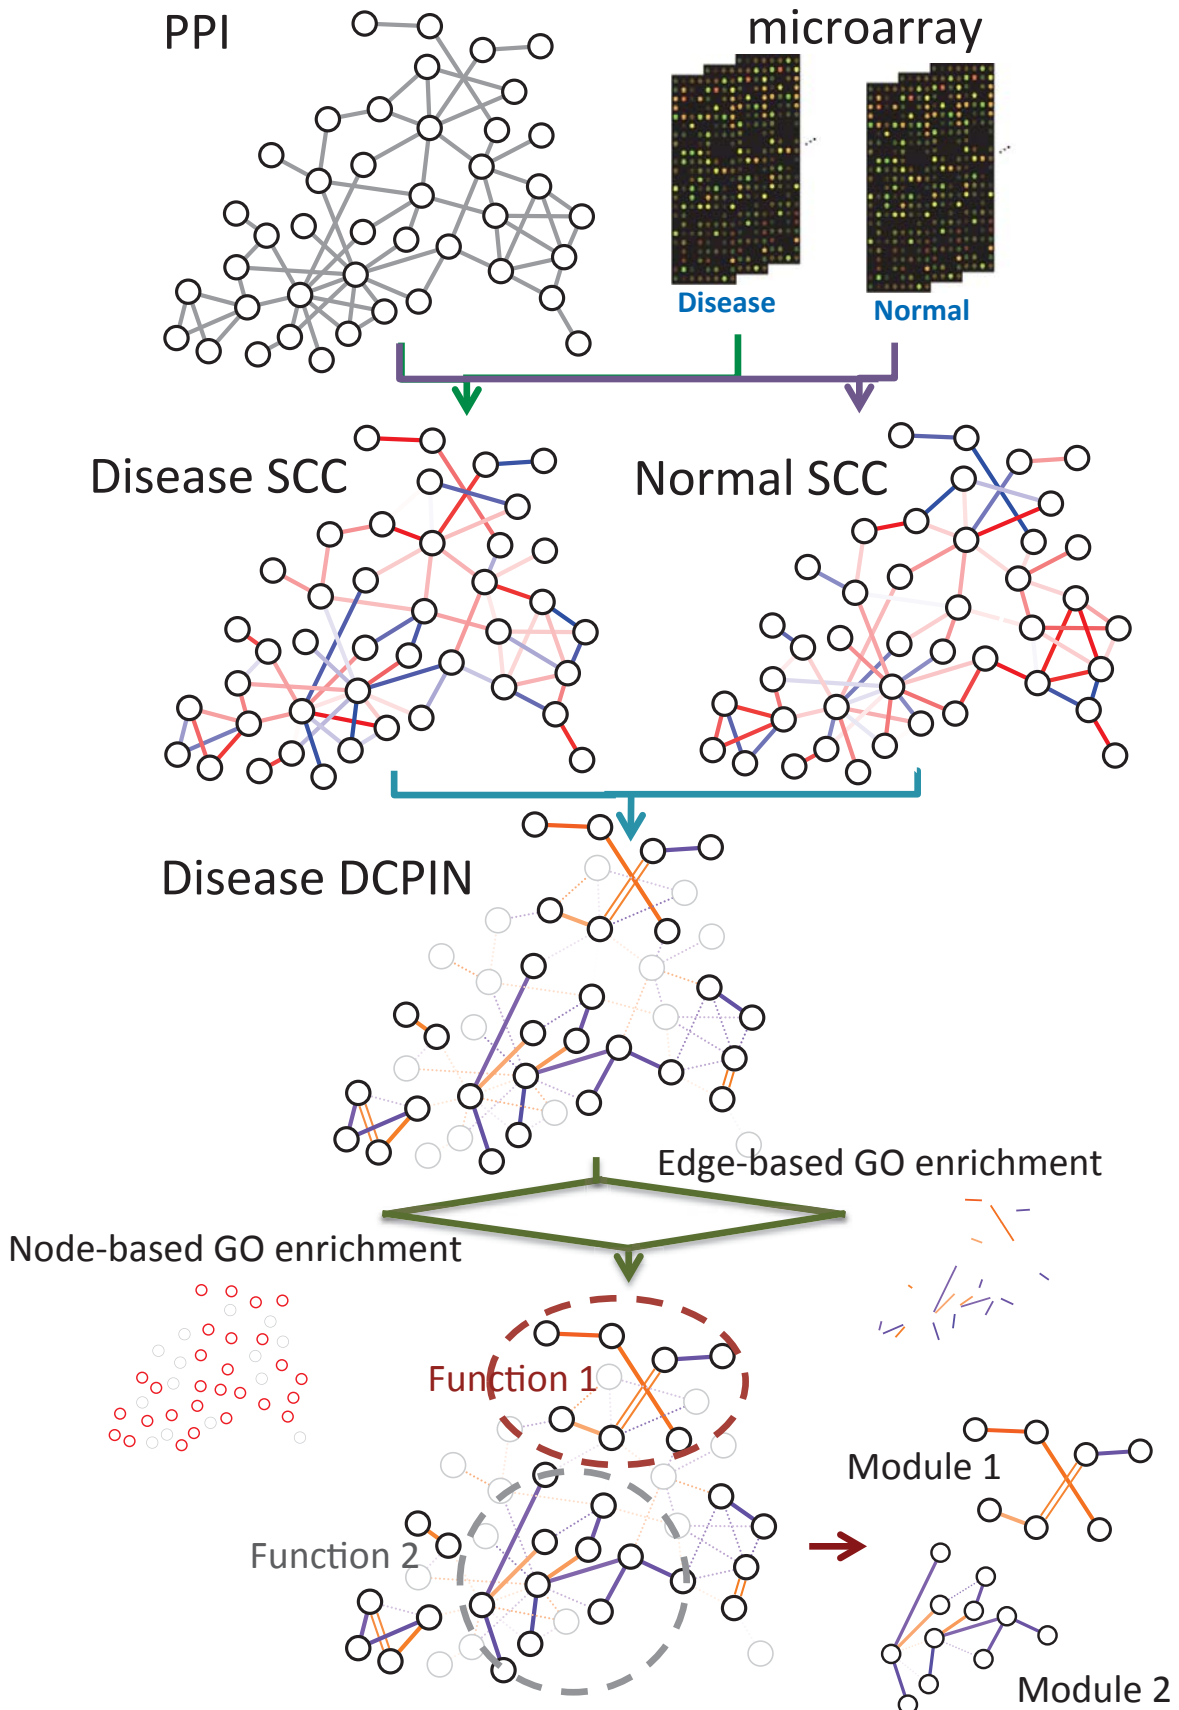 PPI
microarray
Disease
Normal
Disease SCC
Normal SCC
Disease DCPIN
Edge-based GO enrichment
Node-based GO enrichment
Function 1
Module 1
Function 2
Module 2